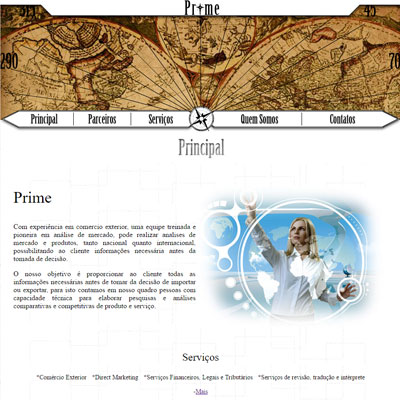 Prime
290
70
Principal
Parceiros
Serviços
Quem Somos
Contatos
Principal
Prime
Com experiência em comercio exterior, uma equipe treinada e
pioneira em análise de mercado, pode realizar análises de
mercado e produtos, tanto nacional quanto internacional,
possibilitando ao cliente informações necessária antes da
tomada de decisão.
O nosso objetivo é proporcionar ao cliente todas as
informações necessárias antes de tomar da decisão de importar
ou exportar, para isto contamos em nosso quadro pessoas com
capacidade técnica para elaborar pesquisas e análises
comparativas e competitivas de produto e serviço.
Serviços
*Comércio Exterior *Direct Marketing *Serviços Financeiros, Legais e Tributários *Serviços de revisão, tradução e intérprete
-Mais